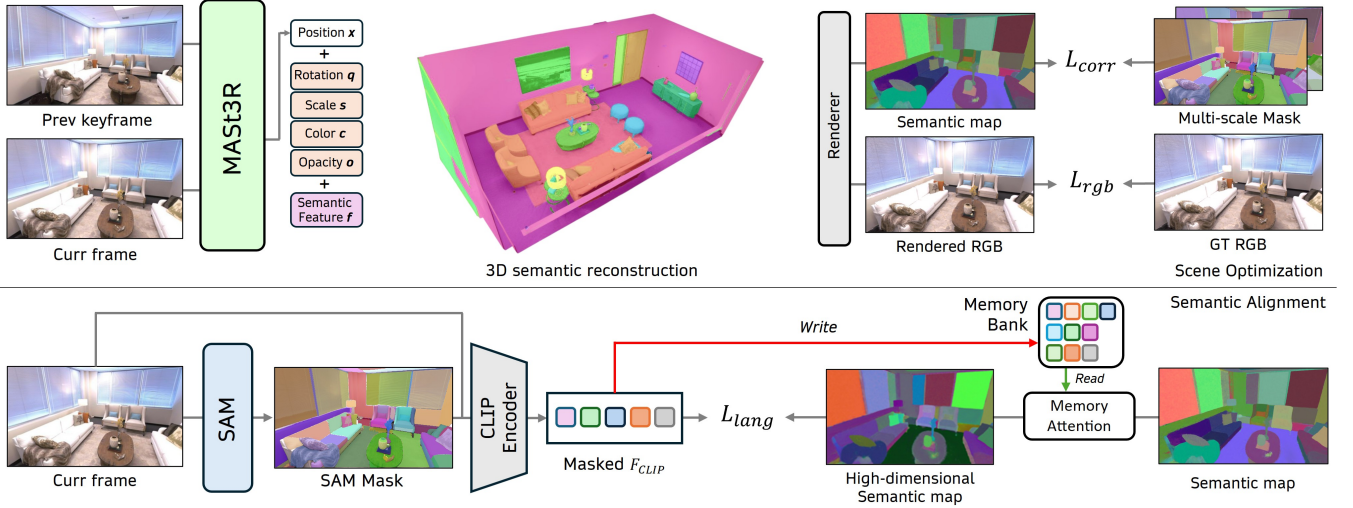 Prev keyframe
Curr frame
MASt3R
Position x
+
Rotation q
Scale s
Color c
Opacity o
+
Semantic
Feature f
3D semantic reconstruction
Renderer
Semantic map
Rendered RGB
L_corr
L_rgb
Multi-scale Mask
GT RGB
Scene Optimization
Semantic Alignment
Curr frame
SAM
SAM Mask
CLIP
Encoder
Masked F_CLIP
Write
L_lang
High-dimensional
Semantic map
Memory
Bank
Read
Memory
Attention
Semantic map